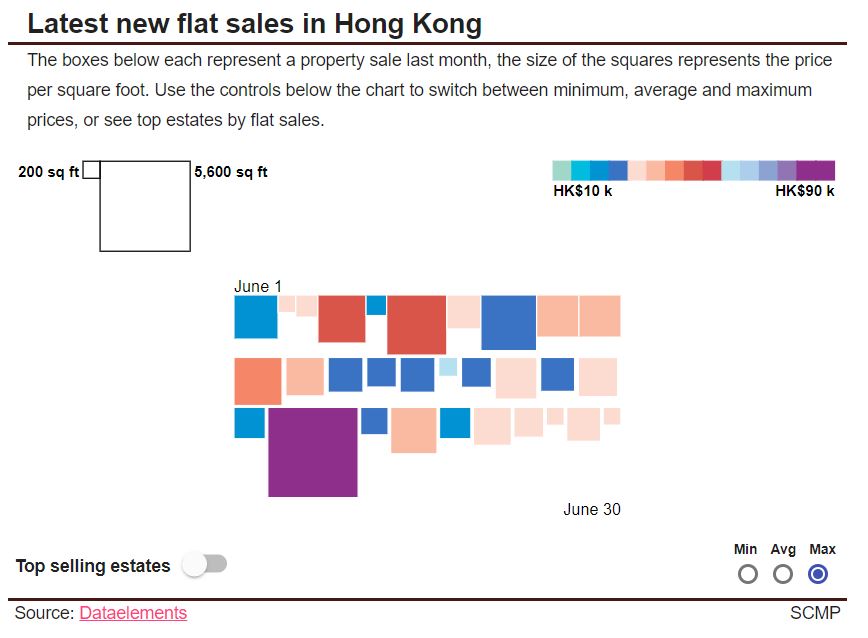 Latest new flat sales in Hong Kong
The boxes below each represent a property sale last month, the size of the squares represents the price
per square foot. Use the controls below the chart to switch between minimum, average and maximum
prices, or see top estates by flat sales.
200 sq ft 5,600 sq ft
HK$10 k HK$90 k
June 1
June 30
Min Avg Max
Top selling estates
Source: Dataelements SCMP